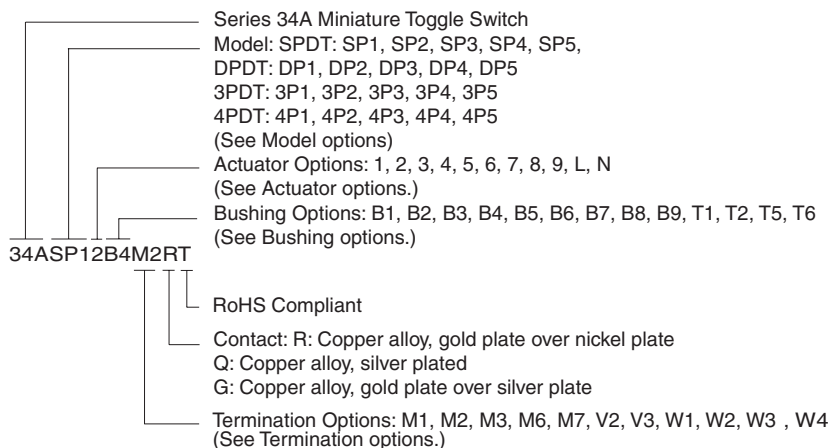 Series 34A Miniature Toggle Switch
Model: SPDT: SP1, SP2, SP3, SP4, SP5,
DPDT: DP1, DP2, DP3, DP4, DP5
3PDT: 3P1, 3P2, 3P3, 3P4, 3P5
4PDT: 4P1, 4P2, 4P3, 4P4, 4P5
(See Model options)
Actuator Options: 1, 2, 3, 4, 5, 6, 7, 8, 9, L, N
(See Actuator options.)
Bushing Options: B1, B2, B3, B4, B5, B6, B7, B8, B9, T1, T2, T5, T6
(See Bushing options.)
34ASP12B4M2RT
RoHS Compliant
Contact: R: Copper alloy, gold plate over nickel plate
Q: Copper alloy, silver plated
G: Copper alloy, gold plate over silver plate
Termination Options: M1, M2, M3, M6, M7, V2, V3, W1, W2, W3 , W4
(See Termination options.)